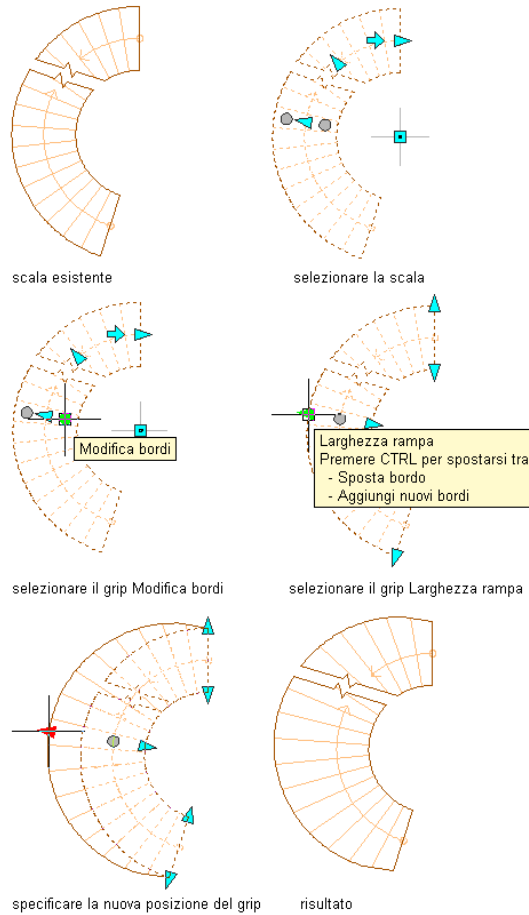 scala esistente
selezionare la scala
Modifica bordi
Larghezza rampa
Premere CTRL per spostarsi tra
- Sposta bordo
- Aggiungi nuovi bordi
selezionare il grip Modifica bordi
selezionare il grip Larghezza rampa
specificare la nuova posizione del grip
risultato